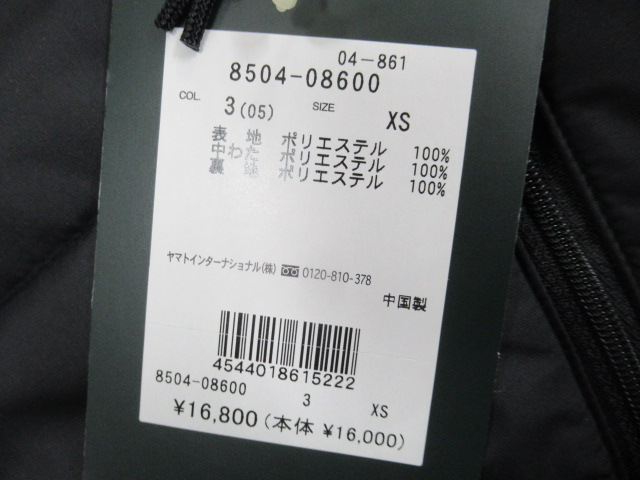 04-861
8504-08600
COL. 3(05) SIZE XS
表 地 ポリエステル 100%
中わた ポリエステル 100%
裏 ポリエステル 100%
ヤマトインターナショナル(株) 0120-810-378
中国製
4544018615222
8504-08600 3 XS
¥16,800(本体 ¥16,000)